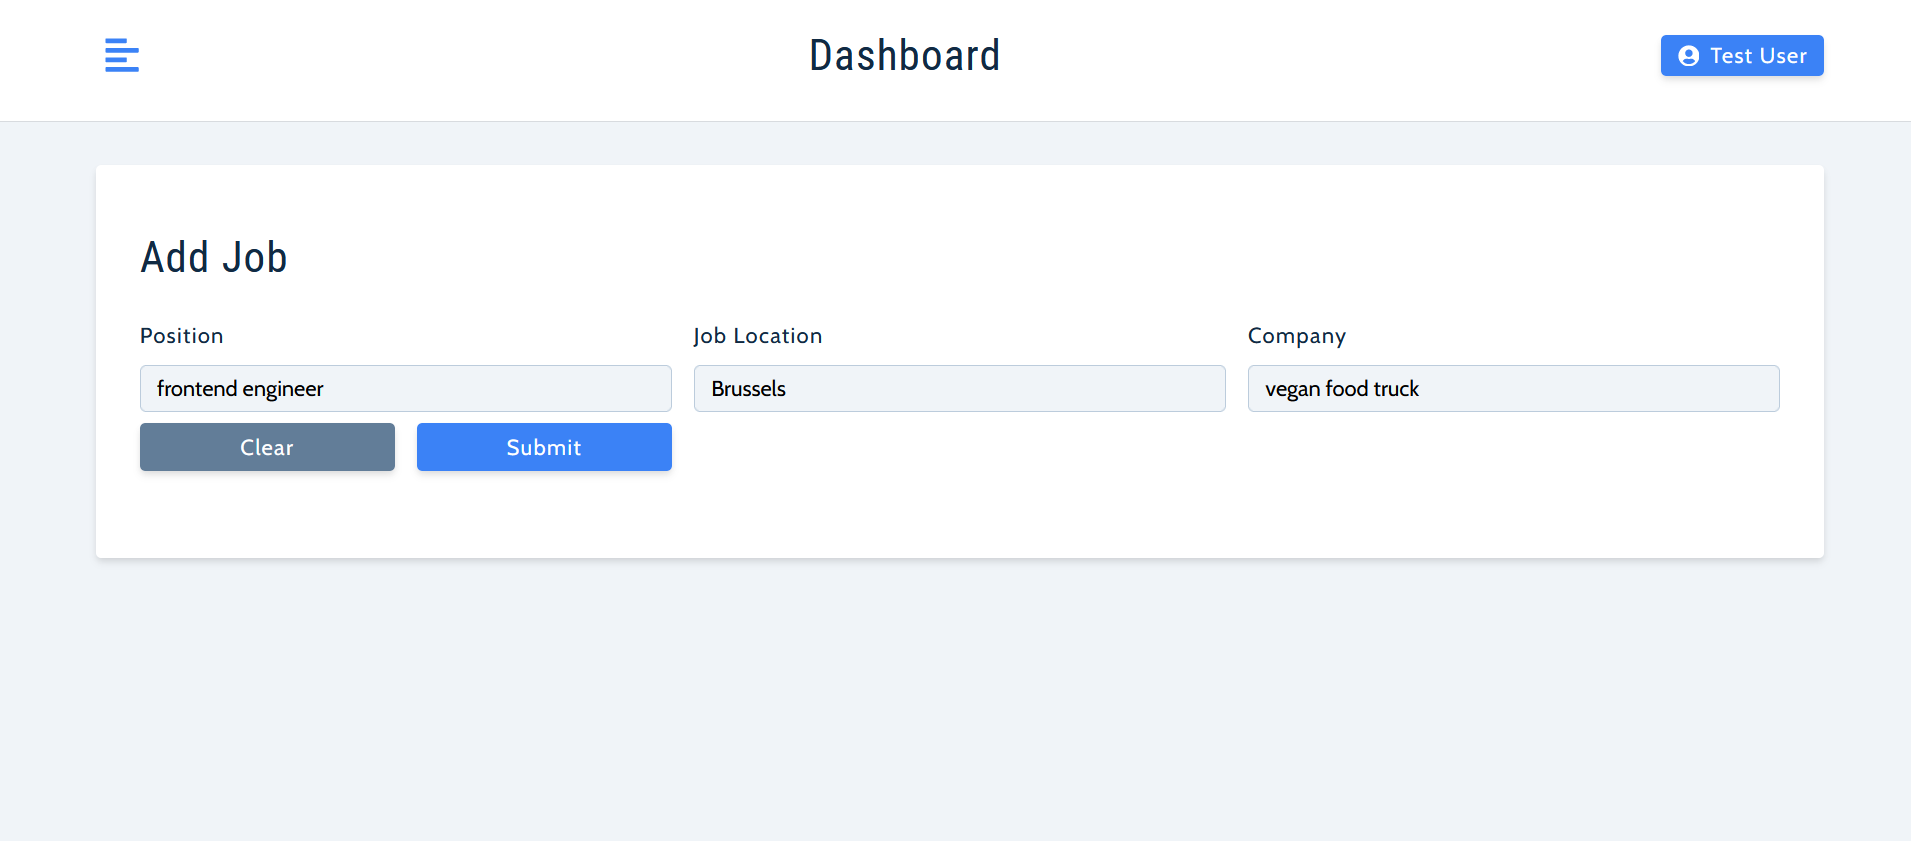 Dashboard
Test User
Add Job
Position
Job Location
Company
frontend engineer
Brussels
vegan food truck
Clear
Submit